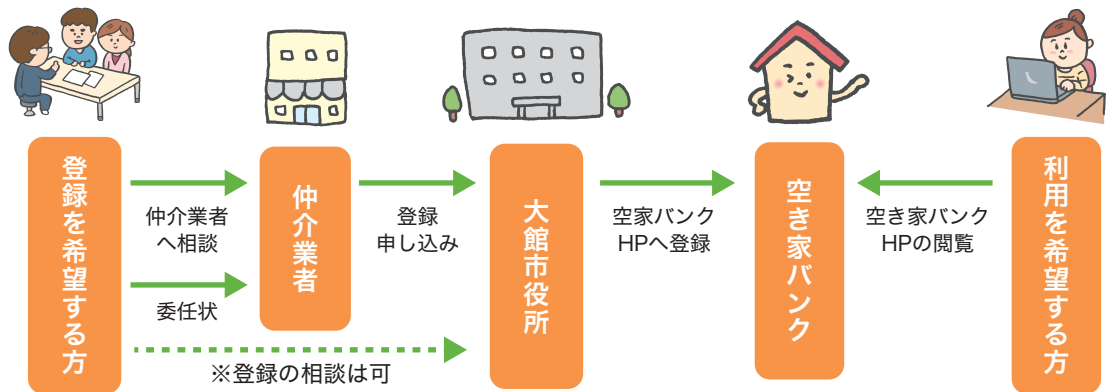 登録を希望する方
仲介業者
へ相談
委任状
仲介業者
登録
申し込み
※登録の相談は可
大館市役所
空家バンク
HPへ登録
空き家バンク
空き家バンク
HPの閲覧
利用を希望する方